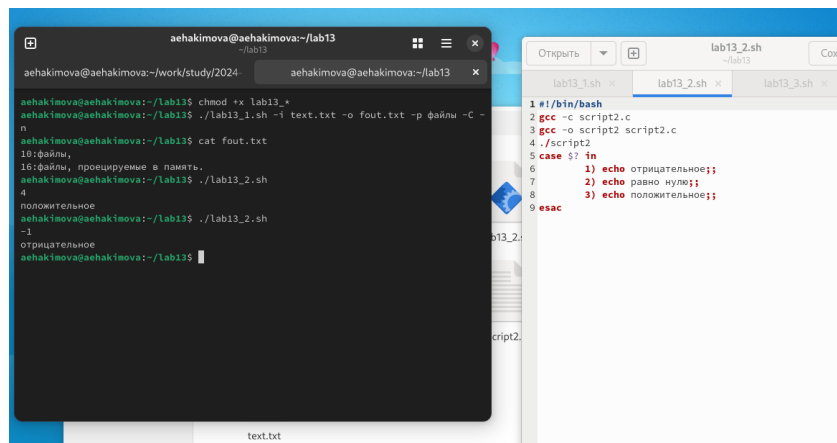 aehakimova@aehakimova:~/lab13
~/lab13
aehakimova@aehakimova:~/work/study/2024-
aehakimova@aehakimova:~/lab13
aehakimova@aehakimova:~/lab13$ chmod +x lab13_*
aehakimova@aehakimova:~/lab13$ ./lab13_1.sh -i text.txt -o fout.txt -p файлы -C -
n
aehakimova@aehakimova:~/lab13$ cat fout.txt
10:файлы,
16:файлы, проецируемые в память.
aehakimova@aehakimova:~/lab13$ ./lab13_2.sh
4
положительное
aehakimova@aehakimova:~/lab13$ ./lab13_2.sh
-1
отрицательное
aehakimova@aehakimova:~/lab13$
b13_2.s
cript2.
text.txt
Открыть
lab13_2.sh
~/lab13
Сох
lab13_1.sh
lab13_2.sh
lab13_3.sh
1 #!/bin/bash
2 gcc -c script2.c
3 gcc -o script2 script2.c
4 ./script2
5 case $? in
6 1) echo отрицательное;;
7 2) echo равно нулю;;
8 3) echo положительное;;
9 esac